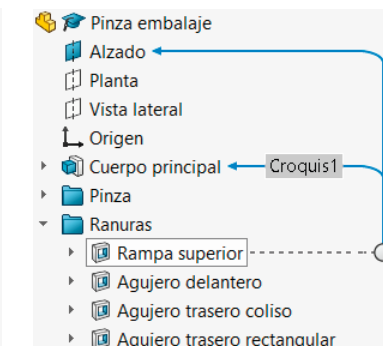 Pinza embalaje
Alzado
Planta
Vista lateral
Origen
Cuerpo principal Croquis1
Pinza
Ranuras
Rampa superior
Agujero delantero
Agujero trasero coliso
Agujero trasero rectangular